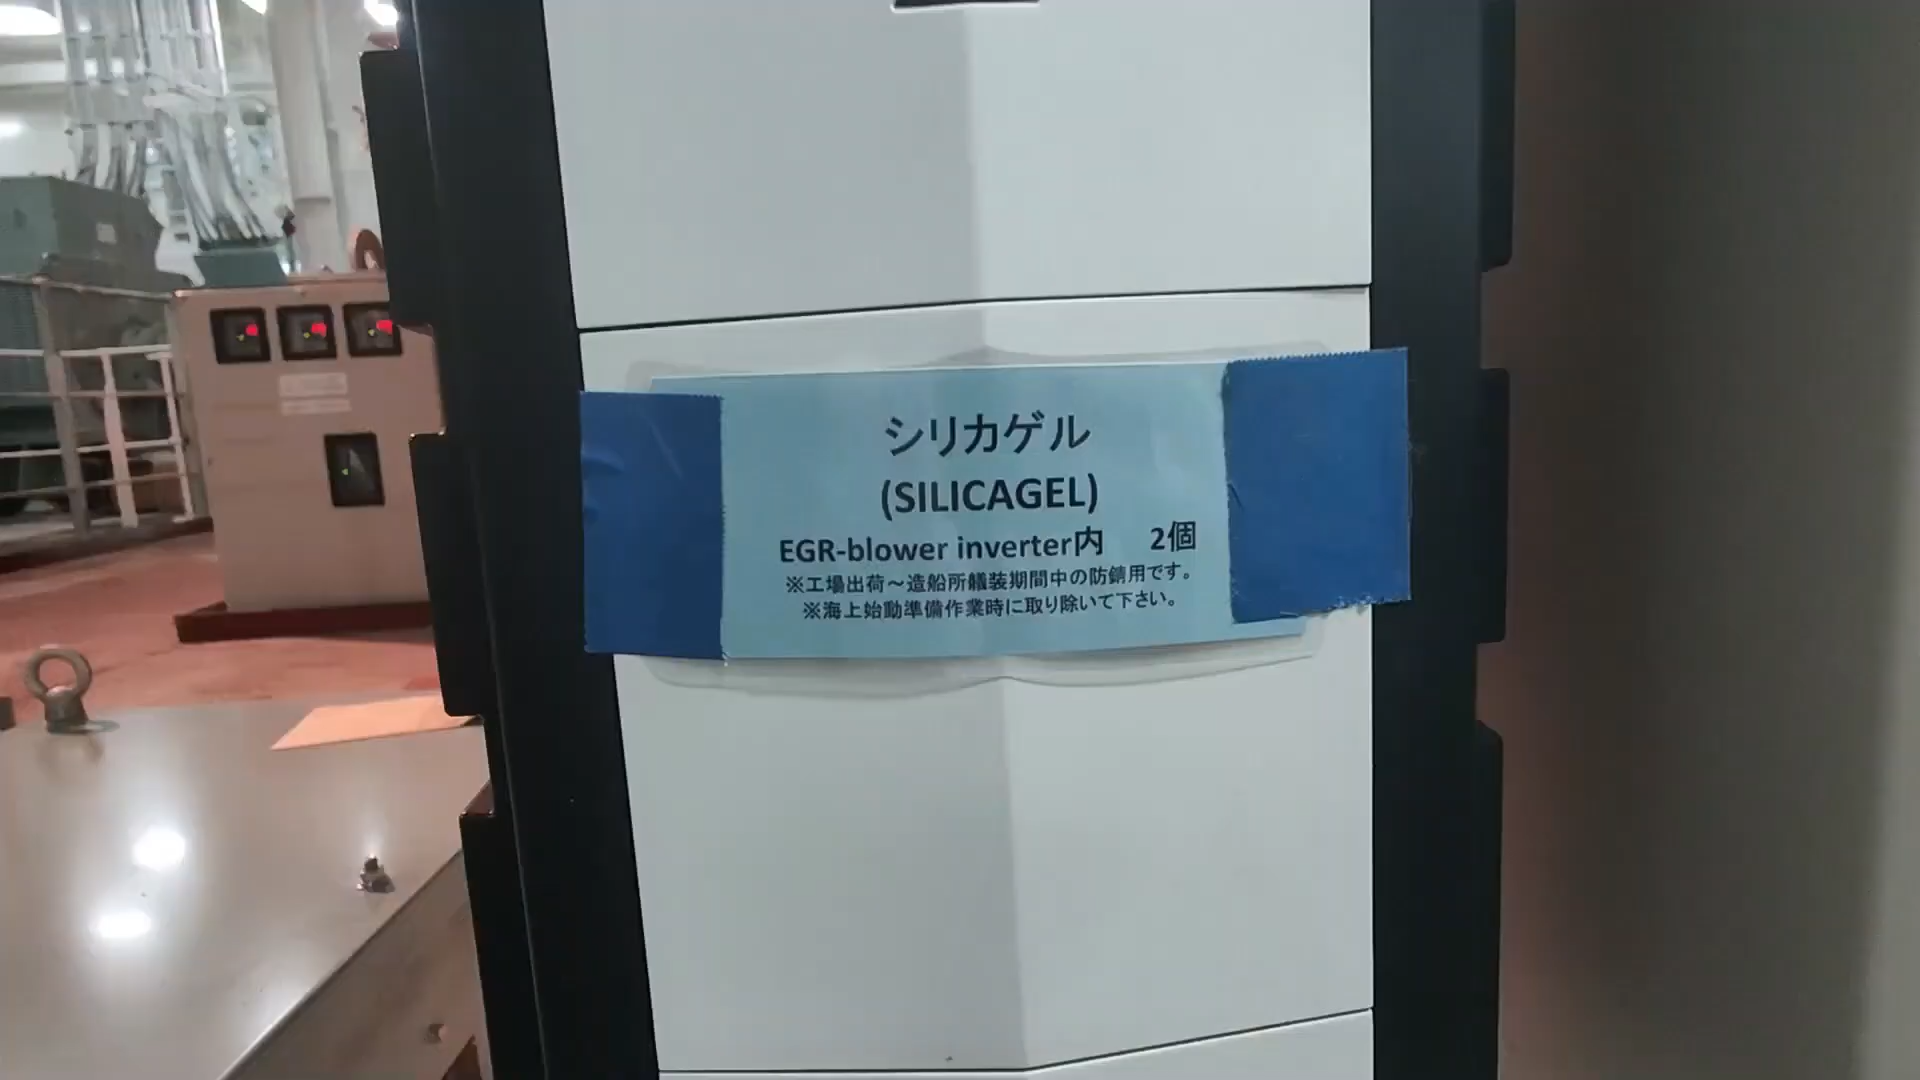 シリカゲル
(SILICAGEL)
EGR-blower inverter内 2個
※工場出荷～造船所艤装期間中の防錆用です。
※海上始動準備作業時に取り除いて下さい。